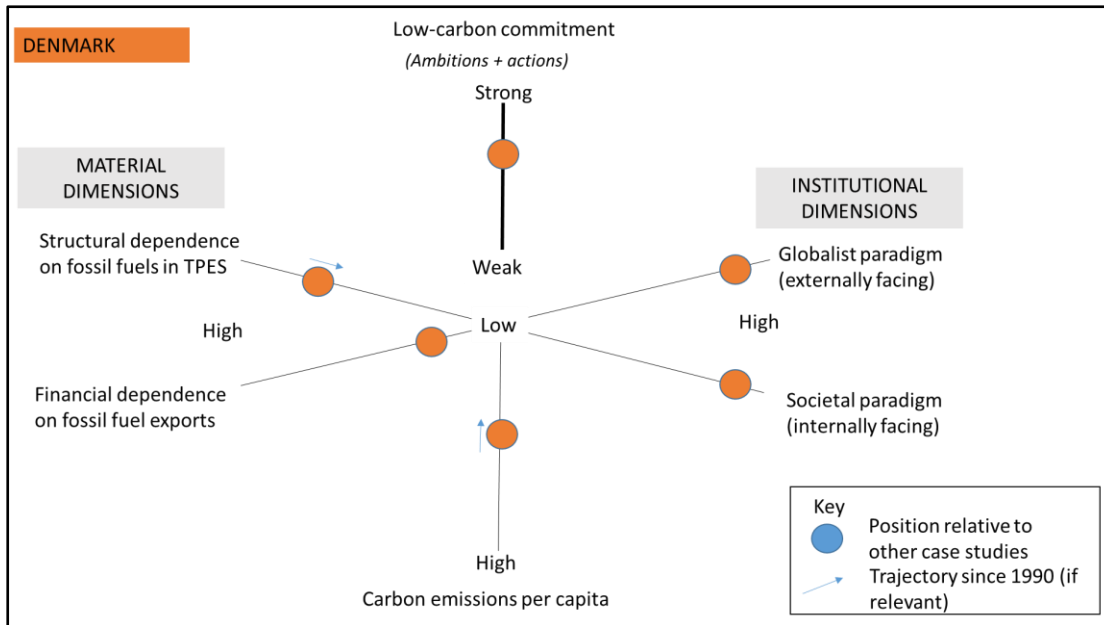 DENMARK
Low-carbon commitment
(Ambitions + actions)
Strong
MATERIAL
DIMENSIONS
INSTITUTIONAL
DIMENSIONS
Structural dependence
on fossil fuels in TPES
Weak
Globalist paradigm
(externally facing)
High
Low
High
Financial dependence
on fossil fuel exports
Societal paradigm
(internally facing)
High
Carbon emissions per capita
Key
Position relative to
other case studies
Trajectory since 1990 (if
relevant)